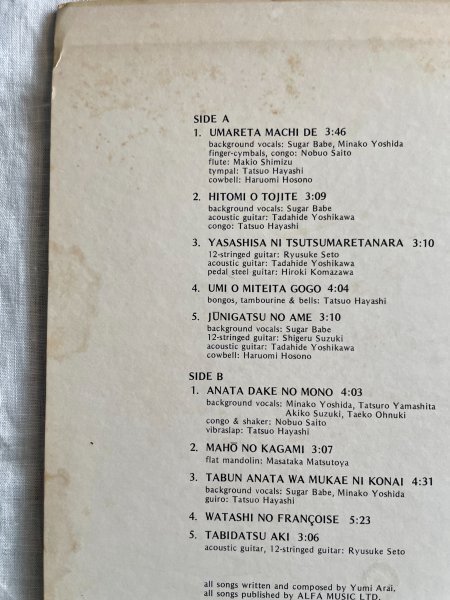 SIDE A
1. UMARETA MACHI DE 3:46
background vocals: Sugar Babe, Minako Yoshida
finger-cymbals, congo: Nobuo Saito
flute: Makio Shimizu
tympal: Tatsuo Hayashi
cowbell: Haruomi Hosono
2. HITOMI O TOJITE 3:09
background vocals: Sugar Babe
acoustic guitar: Tadahide Yoshikawa
congo: Tatsuo Hayashi
3. YASASHISA NI TSUTSUMARETANARA 3:10
12-stringed guitar: Ryusuke Seto
acoustic guitar: Tadahide Yoshikawa
pedal steel guitar: Hiroki Komazawa
4. UMI O MITEITA GOGO 4:04
bongos, tambourine & bells: Tatsuo Hayashi
5. JŪNIGATSU NO AME 3:10
background vocals: Sugar Babe
12-stringed guitar: Shigeru Suzuki
acoustic guitar: Tadahide Yoshikawa
cowbell: Haruomi Hosono
SIDE B
1. ANATA DAKE NO MONO 4:03
background vocals: Minako Yoshida, Tatsuro Yamashita
Akiko Suzuki, Taeko Ohnuki
congo & shaker: Nobuo Saito
vibraslap: Tatsuo Hayashi
2. MAHŌ NO KAGAMI 3:07
flat mandolin: Masataka Matsutoya
3. TABUN ANATA WA MUKAE NI KONAI 4:31
background vocals: Sugar Babe, Minako Yoshida
guiro: Tatsuo Hayashi
4. WATASHI NO FRANÇOISE 5:23
5. TABIDATSU AKI 3:06
acoustic guitar, 12-stringed guitar: Ryusuke Seto
all songs written and composed by Yumi Arai,
all songs published by ALFA MUSIC LTD.